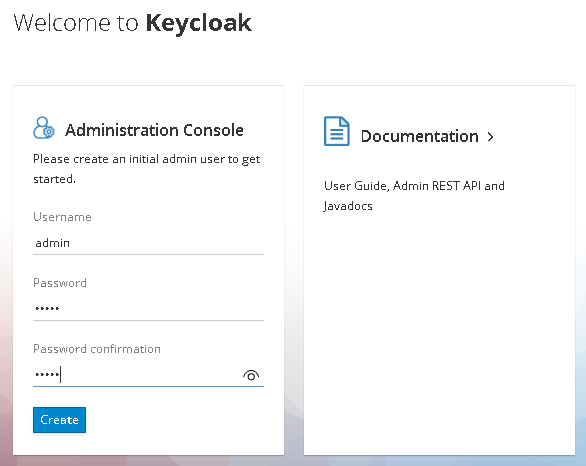 Welcome to Keycloak
Administration Console
Please create an initial admin user to get
started.
Username
admin
Password
•••••
Password confirmation
•••••
Create
Documentation >
User Guide, Admin REST API and
Javadocs